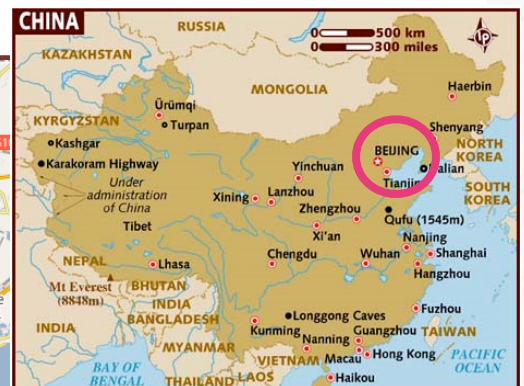 CHINA
RUSSIA
0 500 km
0 300 miles
KAZAKHSTAN
MONGOLIA
Haerbin
Ürümqi
Turpan
KYRGYZSTAN
Shenyang
Kashgar
BEIJING
NORTH
KOREA
Karakoram Highway
Yinchuan
Dalian
Tianjin
Under
administration
of China
SOUTH
KOREA
Xining
Lanzhou
Zhengzhou
Qufu (1545m)
Tibet
Xi'an
Nanjing
NEPAL
Lhasa
Chengdu
Wuhan
Shanghai
Hangzhou
Mt Everest
(8848m)
BHUTAN
INDIA
BANGLADESH
Longgong Caves
Fuzhou
INDIA
Kunming
Guangzhou
TAIWAN
Nanning
MYANMAR
VIETNAM
Macau
Hong Kong
PACIFIC
OCEAN
BAY OF
BENGAL
THAILAND
LAOS
Haikou